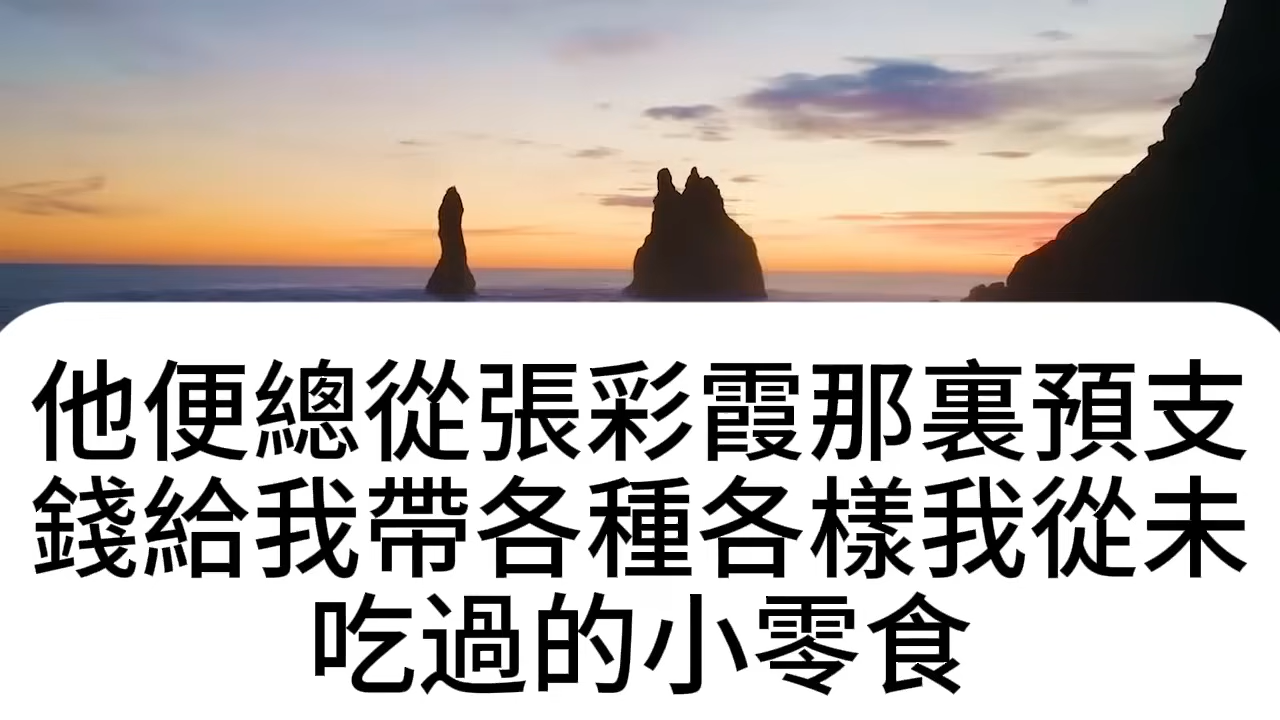 他便總從張彩霞那裏預支
錢給我帶各種各樣我從未
吃過的小零食